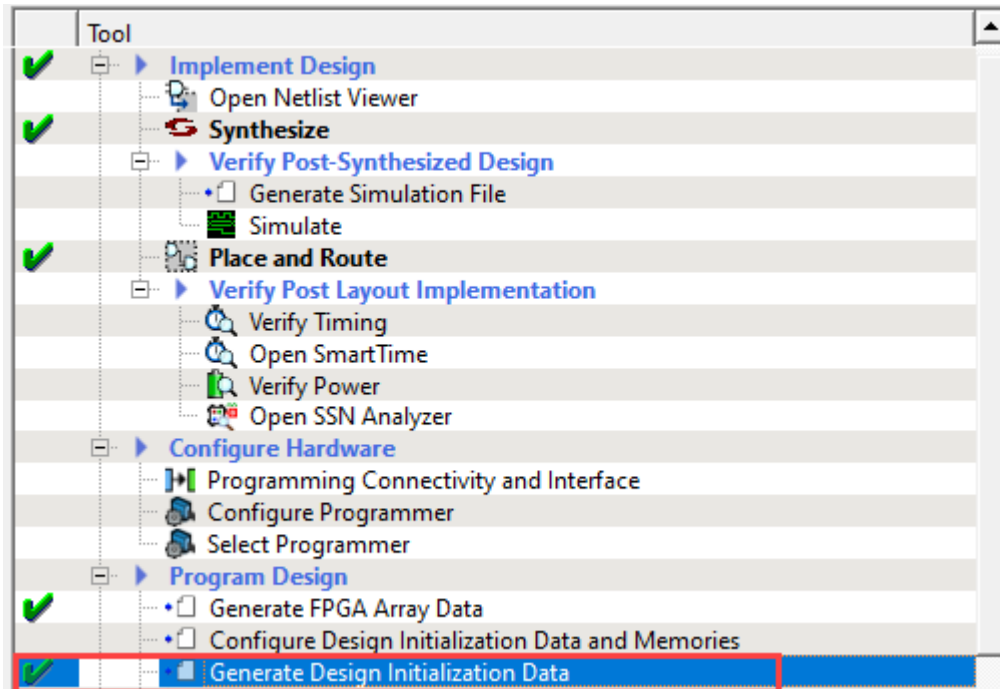 Tool
Implement Design
Open Netlist Viewer
Synthesize
Verify Post-Synthesized Design
Generate Simulation File
Simulate
Place and Route
Verify Post Layout Implementation
Verify Timing
Open SmartTime
Verify Power
Open SSN Analyzer
Configure Hardware
Programming Connectivity and Interface
Configure Programmer
Select Programmer
Program Design
Generate FPGA Array Data
Configure Design Initialization Data and Memories
Generate Design Initialization Data